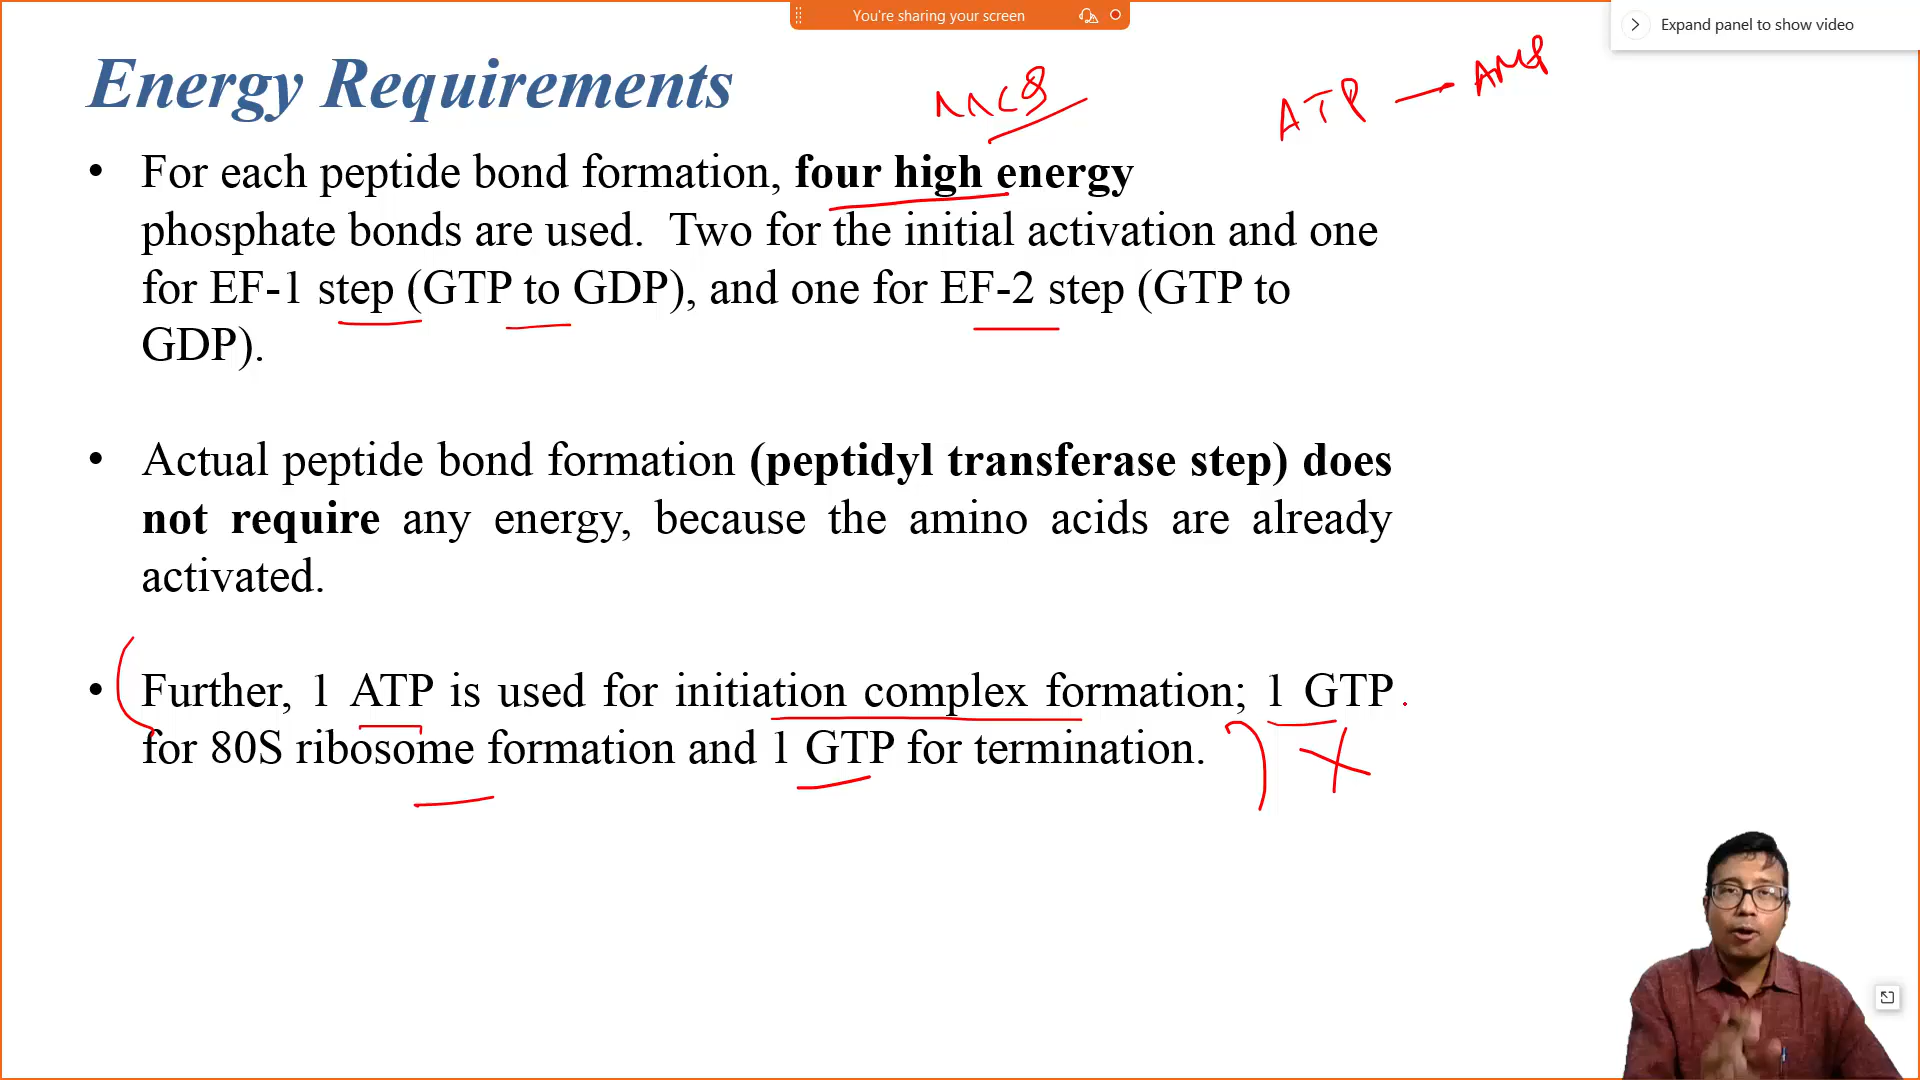 You're sharing your screen
Expand panel to show video
Energy Requirements
MCQ
ATP — AMP
• For each peptide bond formation, four high energy
phosphate bonds are used. Two for the initial activation and one
for EF-1 step (GTP to GDP), and one for EF-2 step (GTP to
GDP).
• Actual peptide bond formation (peptidyl transferase step) does
not require any energy, because the amino acids are already
activated.
• Further, 1 ATP is used for initiation complex formation; 1 GTP
for 80S ribosome formation and 1 GTP for termination.